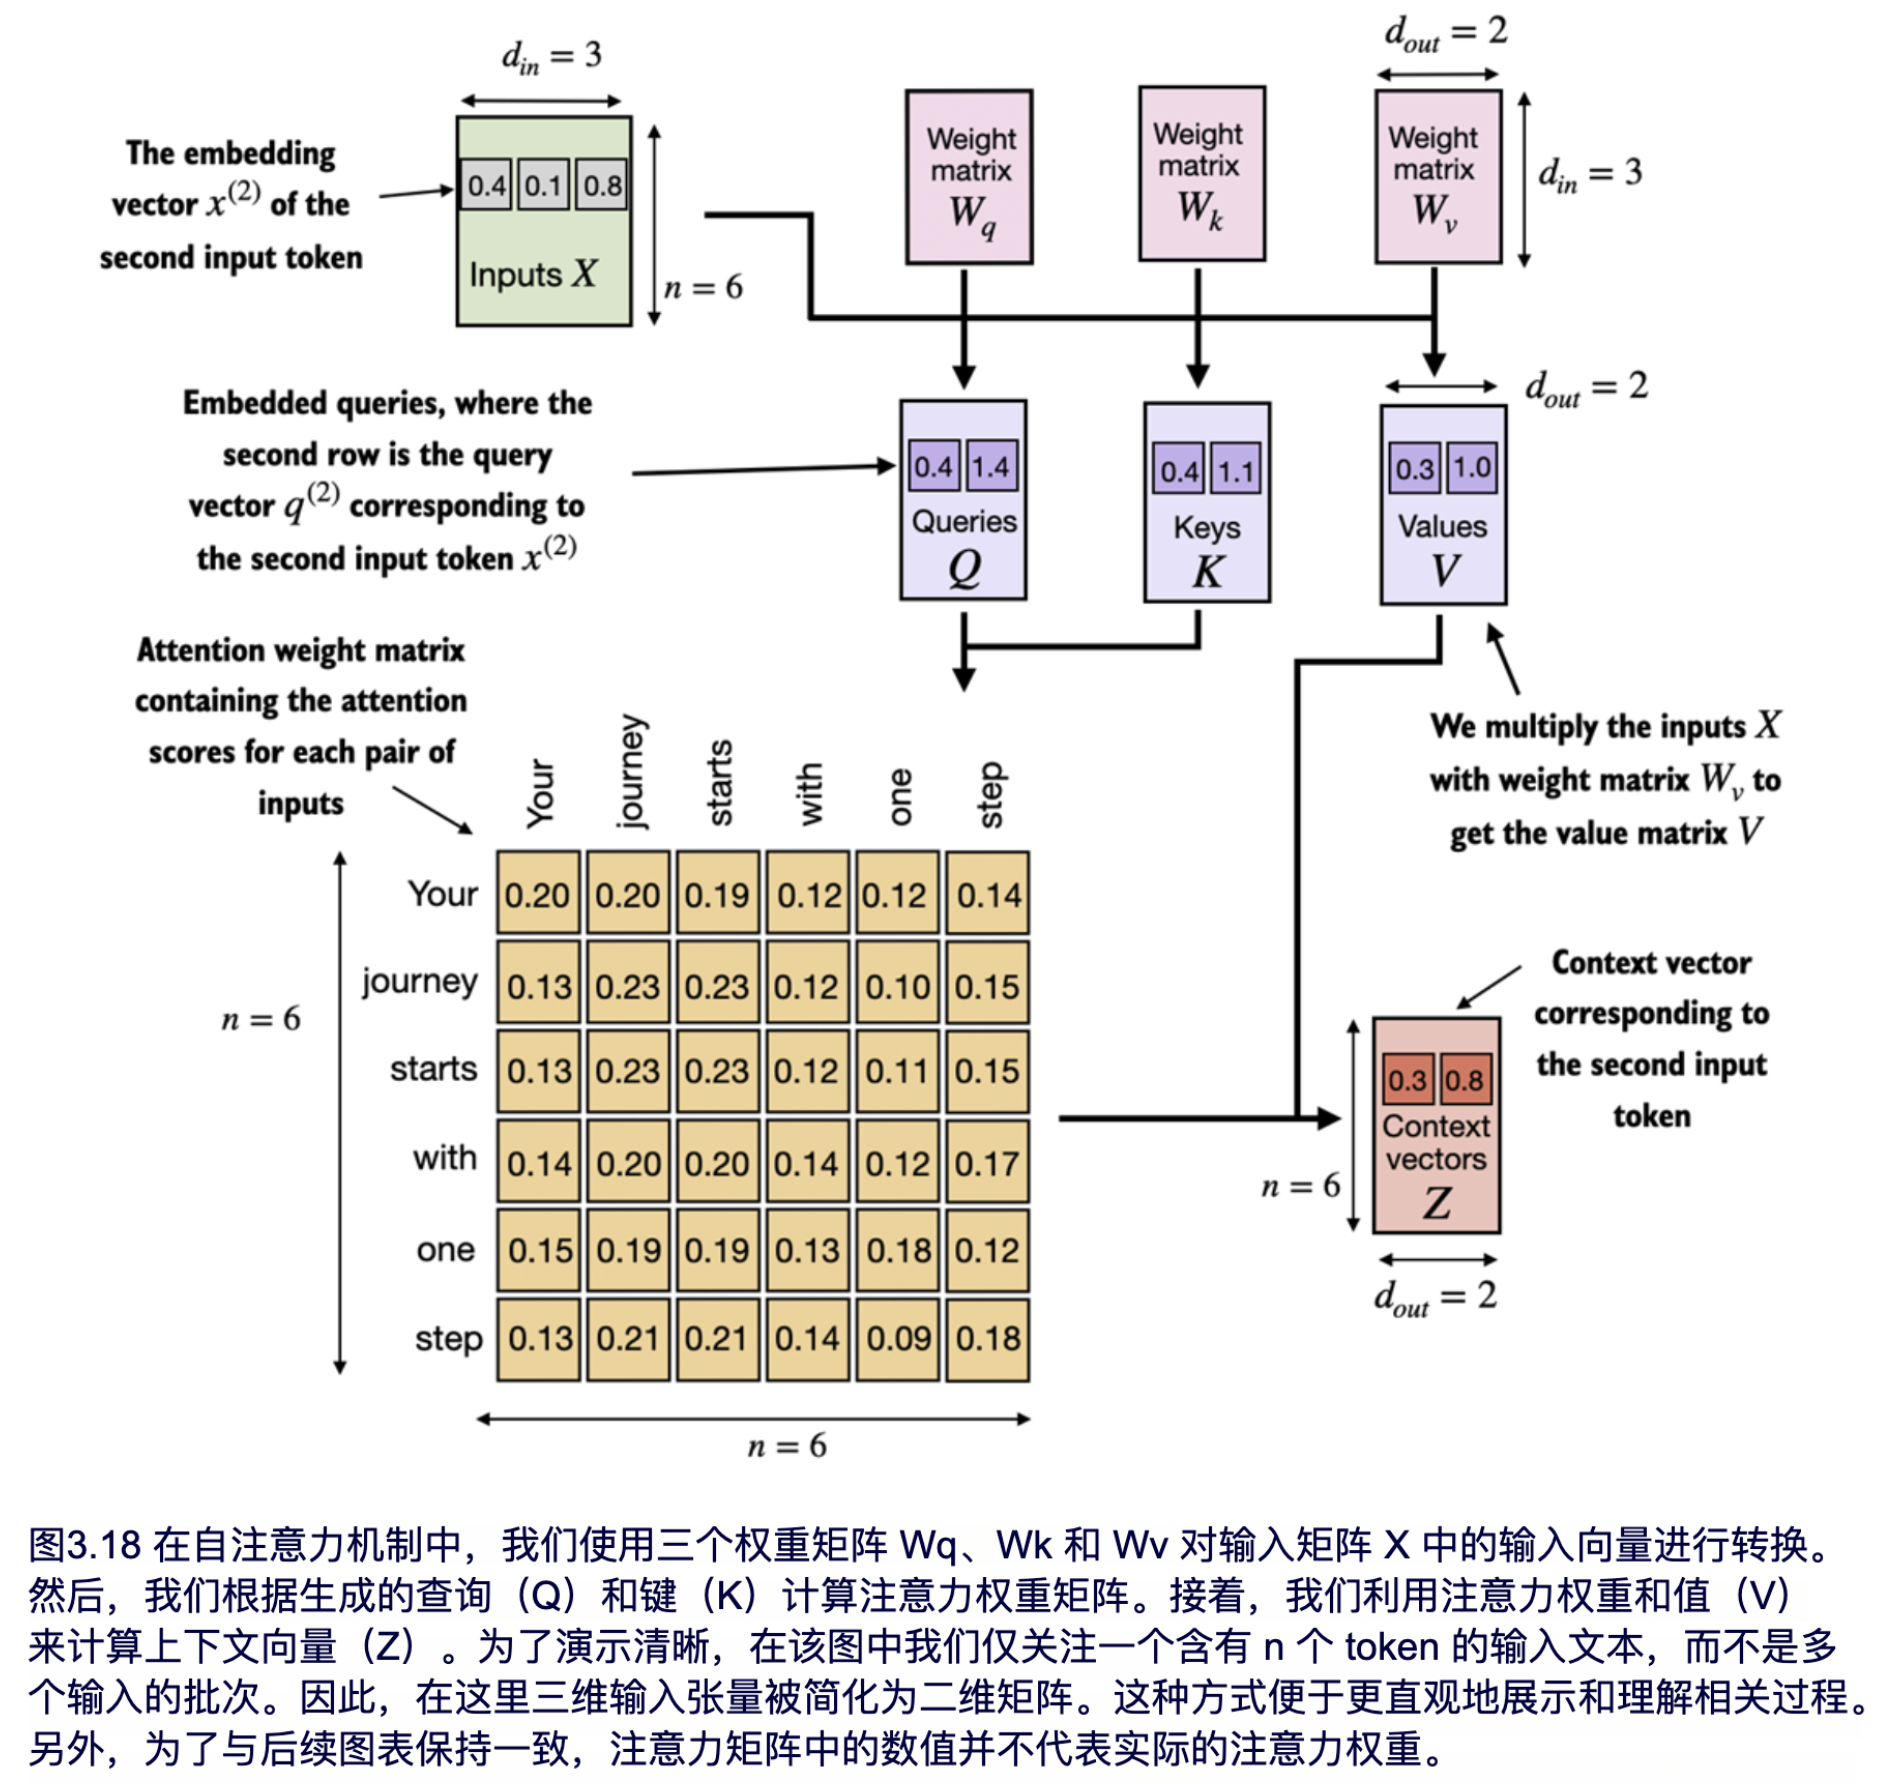 d_in = 3
d_out = 2
The embedding
vector x^(2) of the
second input token
0.4 0.1 0.8
Inputs X
n = 6
Weight
matrix
W_q
Weight
matrix
W_k
Weight
matrix
W_v
d_in = 3
Embedded queries, where the
second row is the query
vector q^(2) corresponding to
the second input token x^(2)
0.4 1.4
Queries
Q
0.4 1.1
Keys
K
d_out = 2
0.3 1.0
Values
V
We multiply the inputs X
with weight matrix W_v to
get the value matrix V
Attention weight matrix
containing the attention
scores for each pair of
inputs
Your journey starts with one step
Your 0.20 0.20 0.19 0.12 0.12 0.14
journey 0.13 0.23 0.23 0.12 0.10 0.15
starts 0.13 0.23 0.23 0.12 0.11 0.15
with 0.14 0.20 0.20 0.14 0.12 0.17
one 0.15 0.19 0.19 0.13 0.18 0.12
step 0.13 0.21 0.21 0.14 0.09 0.18
n = 6
n = 6
Context vector
corresponding to
the second input
token
0.3 0.8
Context
vectors
Z
n = 6
d_out = 2
图3.18 在自注意力机制中，我们使用三个权重矩阵 Wq、Wk 和 Wv 对输入矩阵 X 中的输入向量进行转换。
然后，我们根据生成的查询（Q）和键（K）计算注意力权重矩阵。接着，我们利用注意力权重和值（V）
来计算上下文向量（Z）。为了演示清晰，在该图中我们仅关注一个含有 n 个 token 的输入文本，而不是多
个输入的批次。因此，在这里三维输入张量被简化为二维矩阵。这种方式便于更直观地展示和理解相关过程。
另外，为了与后续图表保持一致，注意力矩阵中的数值并不代表实际的注意力权重。